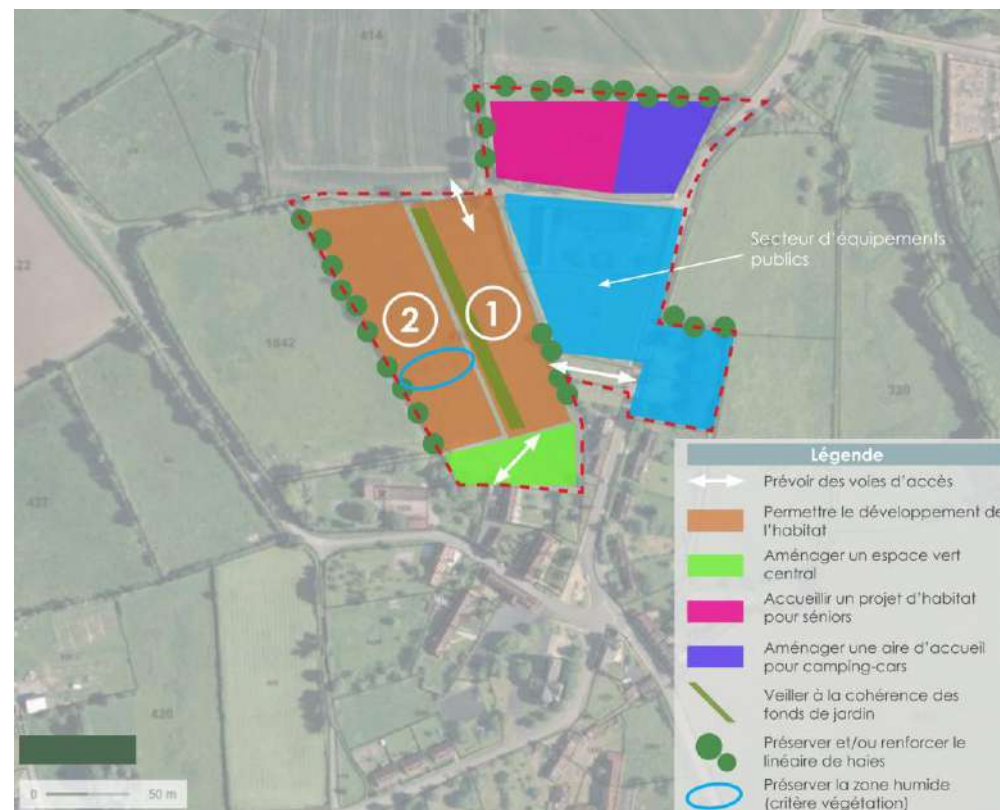 414
Secteur d'équipements
publics
1
2
1042
339
437
420
0 50 m
Légende
Prévoir des voies d'accès
Permettre le développement de
l'habitat
Aménager un espace vert
central
Accueillir un projet d'habitat
pour séniors
Aménager une aire d'accueil
pour camping-cars
Veiller à la cohérence des
fonds de jardin
Préserver et/ou renforcer le
linéaire de haies
Préserver la zone humide
(critère végétation)